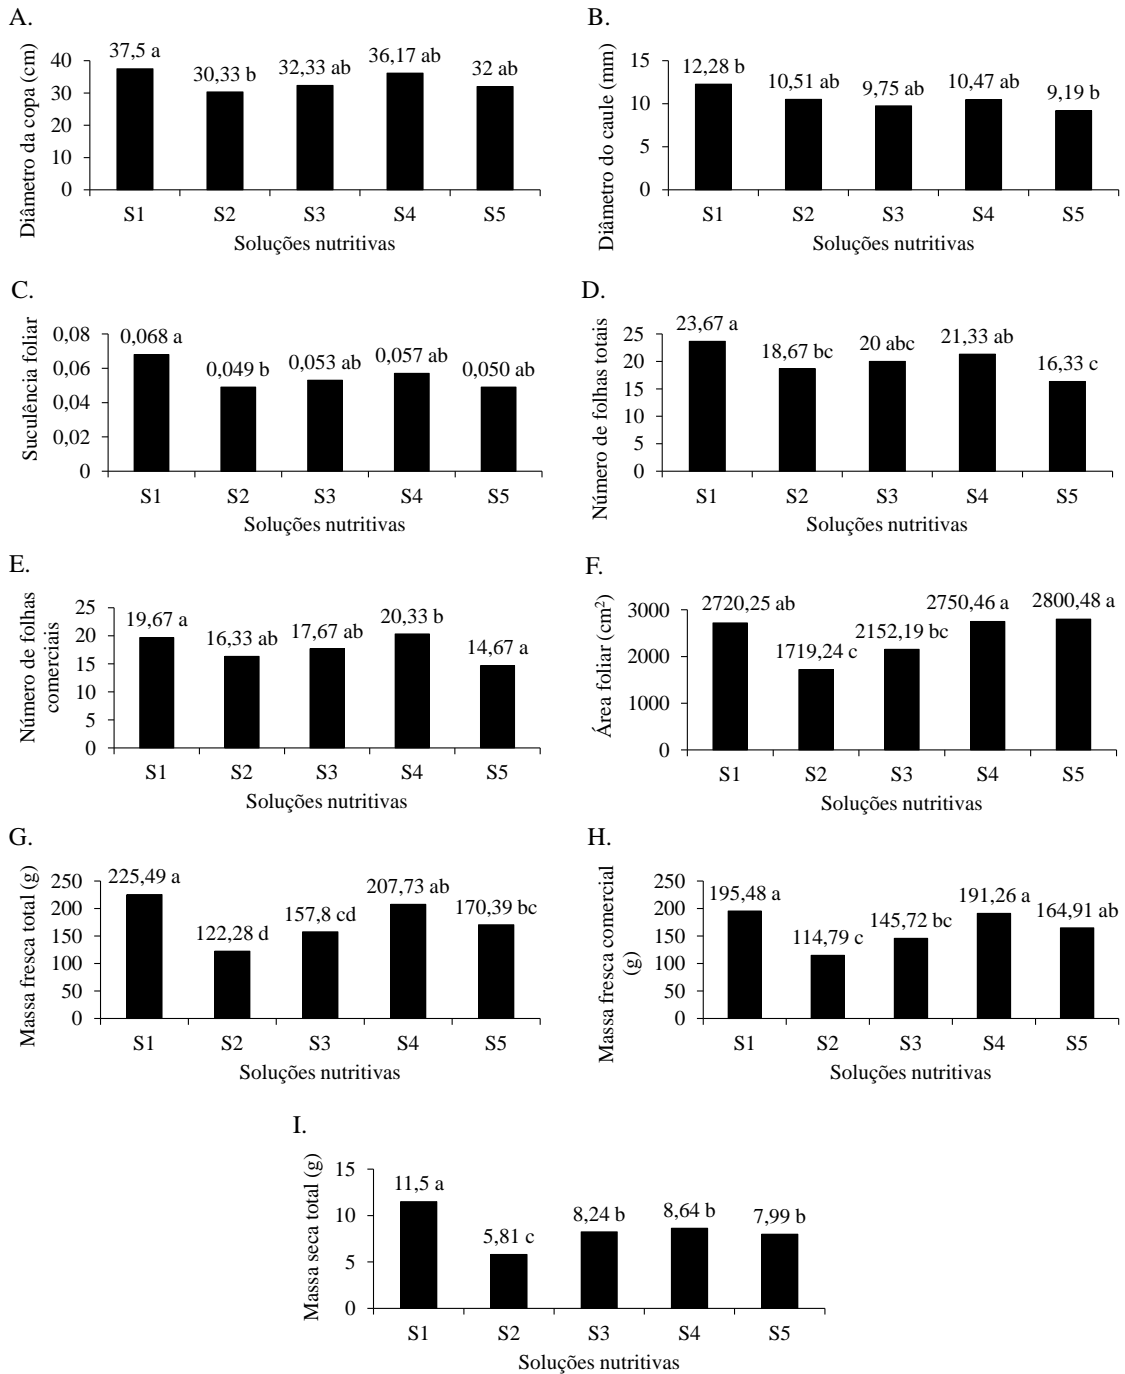 A.
Diâmetro da copa (cm)
40
30
20
10
0
37,5 a
30,33 b
32,33 ab
36,17 ab
32 ab
S1 S2 S3 S4 S5
Soluções nutritivas
B.
Diâmetro do caule (mm)
15
10
5
0
12,28 b
10,51 ab
9,75 ab
10,47 ab
9,19 b
S1 S2 S3 S4 S5
Soluções nutritivas
C.
Suculência foliar
0,08
0,06
0,04
0,02
0
0,068 a
0,049 b
0,053 ab
0,057 ab
0,050 ab
S1 S2 S3 S4 S5
Soluções nutritivas
D.
Número de folhas totais
25
20
15
10
5
0
23,67 a
18,67 bc
20 abc
21,33 ab
16,33 c
S1 S2 S3 S4 S5
Soluções nutritivas
E.
Número de folhas
comerciais
25
20
15
10
5
0
19,67 a
16,33 ab
17,67 ab
20,33 b
14,67 a
S1 S2 S3 S4 S5
Soluções nutritivas
F.
Área foliar (cm²)
3000
2000
1000
0
2720,25 ab
1719,24 c
2152,19 bc
2750,46 a
2800,48 a
S1 S2 S3 S4 S5
Soluções nutritivas
G.
Massa fresca total (g)
250
200
150
100
50
0
225,49 a
122,28 d
157,8 cd
207,73 ab
170,39 bc
S1 S2 S3 S4 S5
Soluções nutritivas
H.
Massa fresca comercial
(g)
250
200
150
100
50
0
195,48 a
114,79 c
145,72 bc
191,26 a
164,91 ab
S1 S2 S3 S4 S5
Soluções nutritivas
I.
Massa seca total (g)
15
10
5
0
11,5 a
5,81 c
8,24 b
8,64 b
7,99 b
S1 S2 S3 S4 S5
Soluções nutritivas